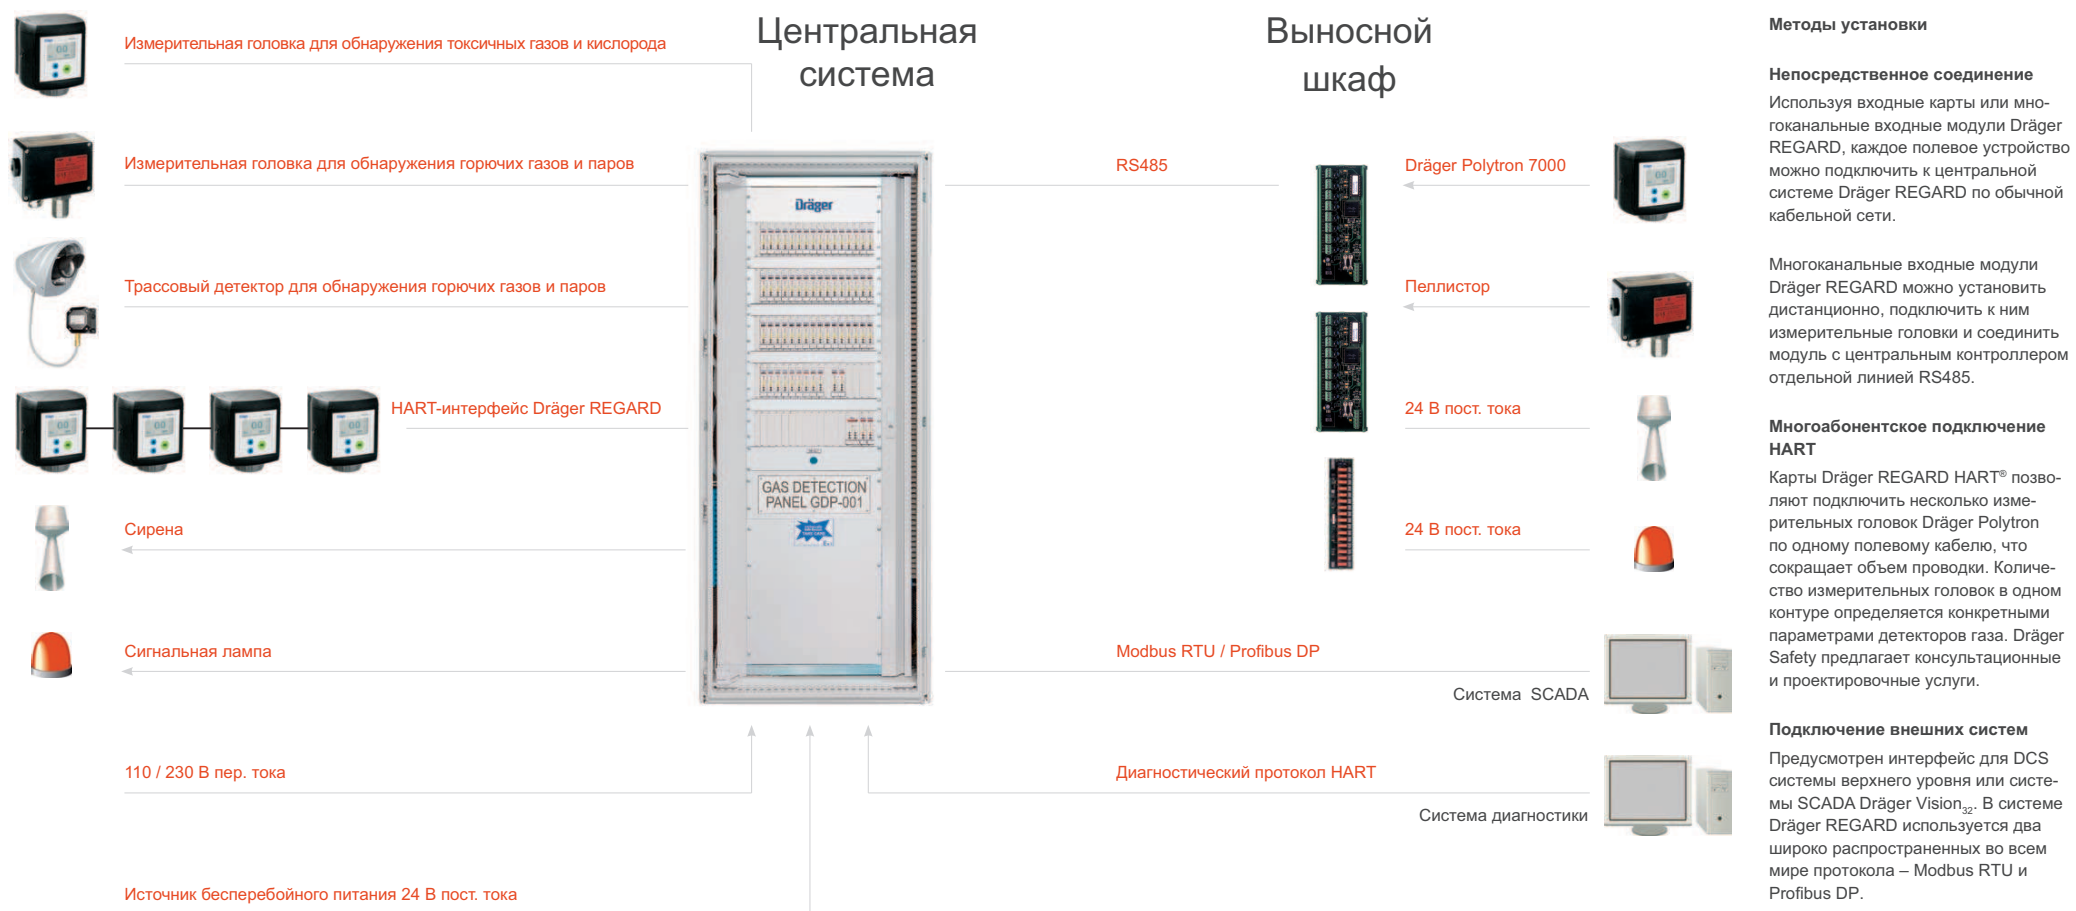 Центральная
система
Выносной
шкаф
Измерительная головка для обнаружения токсичных газов и кислорода
Измерительная головка для обнаружения горючих газов и паров
Трассовый детектор для обнаружения горючих газов и паров
HART-интерфейс Dräger REGARD
Сирена
Сигнальная лампа
110 / 230 В пер. тока
Источник бесперебойного питания 24 В пост. тока
Dräger
GAS DETECTION
PANEL GDP-001
RS485
Dräger Polytron 7000
Пеллистор
24 В пост. тока
24 В пост. тока
Modbus RTU / Profibus DP
Система SCADA
Диагностический протокол HART
Система диагностики
Методы установки
Непосредственное соединение
Используя входные карты или мно-
гоканальные входные модули Dräger
REGARD, каждое полевое устройство
можно подключить к центральной
системе Dräger REGARD по обычной
кабельной сети.
Многоканальные входные модули
Dräger REGARD можно установить
дистанционно, подключить к ним
измерительные головки и соединить
модуль с центральным контроллером
отдельной линией RS485.
Многоабонентское подключение
HART
Карты Dräger REGARD HART® позво-
ляют подключить несколько изме-
рительных головок Dräger Polytron
по одному полевому кабелю, что
сокращает объем проводки. Количе-
ство измерительных головок в одном
контуре определяется конкретными
параметрами детекторов газа. Dräger
Safety предлагает консультационные
и проектировочные услуги.
Подключение внешних систем
Предусмотрен интерфейс для DCS
системы верхнего уровня или систе-
мы SCADA Dräger Vision32. В системе
Dräger REGARD используется два
широко распространенных во всем
мире протокола – Modbus RTU и
Profibus DP.